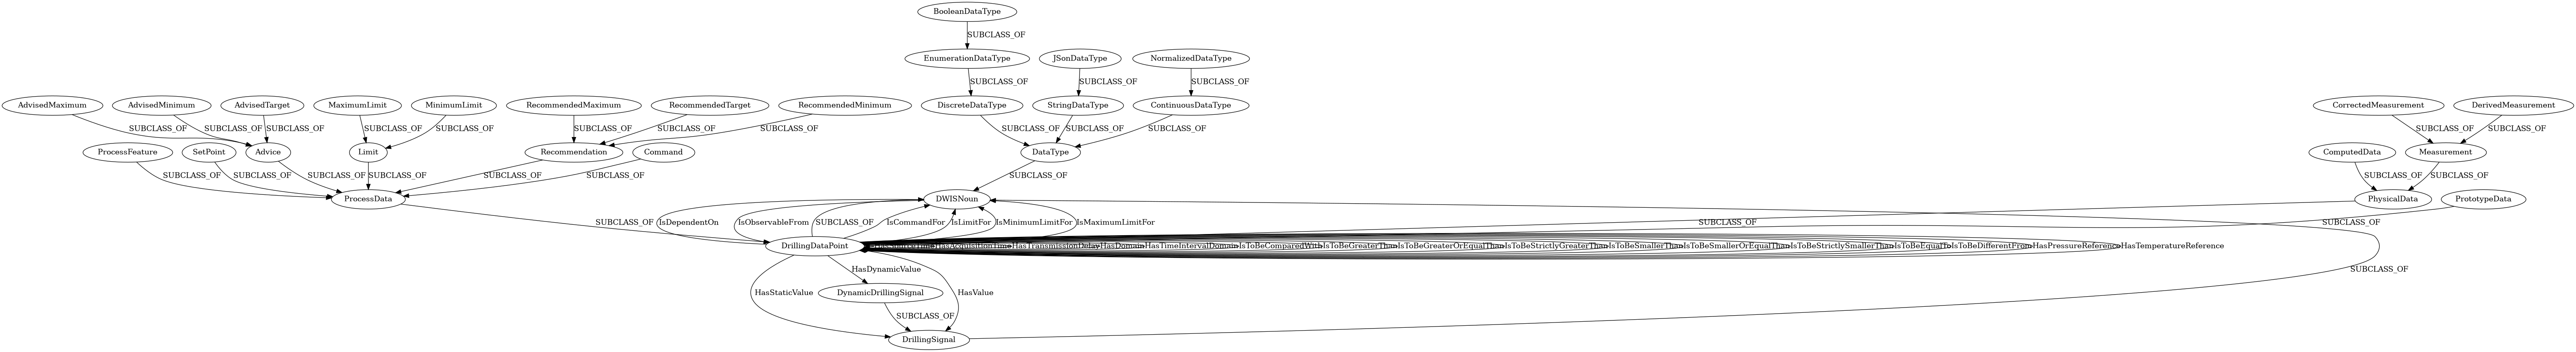 BooleanDataType
SUBCLASS_OF
EnumerationDataType
JSonDataType
NormalizedDataType
SUBCLASS_OF
SUBCLASS_OF
SUBCLASS_OF
AdvisedMaximum
AdvisedMinimum
AdvisedTarget
MaximumLimit
MinimumLimit
RecommendedMaximum
RecommendedTarget
RecommendedMinimum
DiscreteDataType
StringDataType
ContinuousDataType
CorrectedMeasurement
DerivedMeasurement
SUBCLASS_OF
SUBCLASS_OF
SUBCLASS_OF
SUBCLASS_OF
SUBCLASS_OF
SUBCLASS_OF
SUBCLASS_OF
SUBCLASS_OF
SUBCLASS_OF
SUBCLASS_OF
SUBCLASS_OF
SUBCLASS_OF
SUBCLASS_OF
ProcessFeature
SetPoint
Advice
Limit
Recommendation
Command
DataType
ComputedData
Measurement
SUBCLASS_OF
SUBCLASS_OF
SUBCLASS_OF
SUBCLASS_OF
SUBCLASS_OF
SUBCLASS_OF
SUBCLASS_OF
SUBCLASS_OF
SUBCLASS_OF
ProcessData
DWISNoun
PhysicalData
PrototypeData
SUBCLASS_OF
IsDependentOn
IsObservableFrom
SUBCLASS_OF
IsCommandFor
IsLimitFor
IsMinimumLimitFor
IsMaximumLimitFor
SUBCLASS_OF
SUBCLASS_OF
DrillingDataPoint
HasTransmissionDelay
HasDomain
HasTimeIntervalDomain
IsToBeComparedWith
IsToBeGreaterThan
IsToBeGreaterOrEqualThan
IsToBeStrictlyGreaterThan
IsToBeSmallerThan
IsToBeSmallerOrEqualThan
IsToBeStrictlySmallerThan
IsToBeEqualTo
IsToBeDifferentFrom
HasPressureReference
HasTemperatureReference
HasDynamicValue
SUBCLASS_OF
HasStaticValue
DynamicDrillingSignal
HasValue
SUBCLASS_OF
DrillingSignal